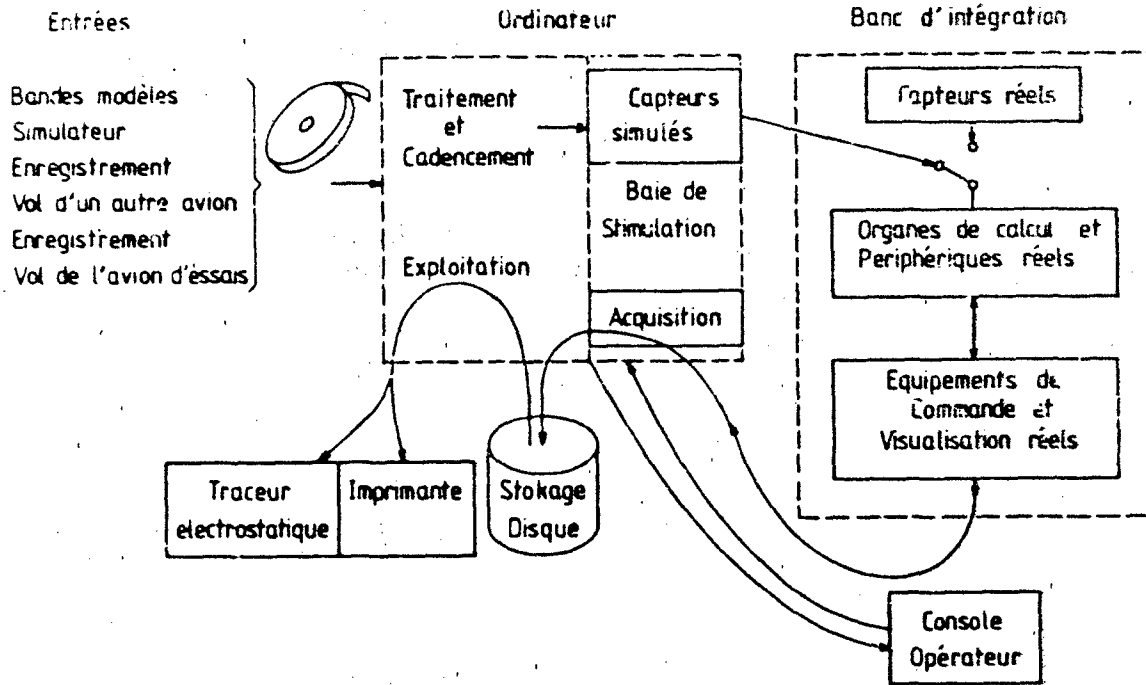 Entrées
Ordinateur
Banc d'intégration
Bandes modèles
Simulateur
Enregistrement
Vol d'un autre avion
Enregistrement
Vol de l'avion d'éssais
Traitement
et
Cadencement
Exploitation
Capteurs
simulés
Baie de
Stimulation
Acquisition
Capteurs réels
Organes de calcul et
Periphériques réels
Equipements de
Commande et
Visualisation réels
Traceur
electrostatique
Imprimante
Stokage
Disque
Console
Opérateur